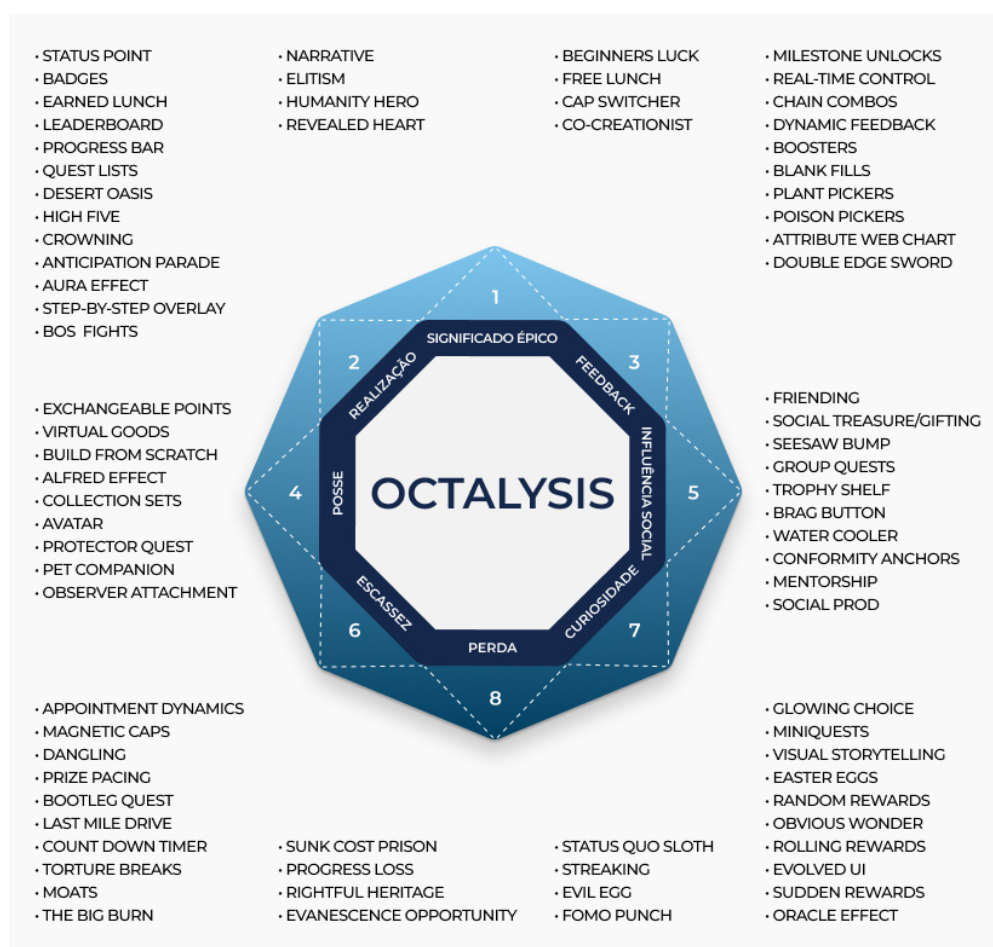 • STATUS POINT
• BADGES
• EARNED LUNCH
• LEADERBOARD
• PROGRESS BAR
• QUEST LISTS
• DESERT OASIS
• HIGH FIVE
• CROWNING
• ANTICIPATION PARADE
• AURA EFFECT
• STEP-BY-STEP OVERLAY
• BOS FIGHTS
• NARRATIVE
• ELITISM
• HUMANITY HERO
• REVEALED HEART
• BEGINNERS LUCK
• FREE LUNCH
• CAP SWITCHER
• CO-CREATIONIST
• MILESTONE UNLOCKS
• REAL-TIME CONTROL
• CHAIN COMBOS
• DYNAMIC FEEDBACK
• BOOSTERS
• BLANK FILLS
• PLANT PICKERS
• POISON PICKERS
• ATTRIBUTE WEB CHART
• DOUBLE EDGE SWORD
1
SIGNIFICADO ÉPICO
2
REALIZAÇÃO
3
FEEDBACK
4
POSSE
OCTALYSIS
INFLUÊNCIA SOCIAL
5
6
ESCASSEZ
CURIOSIDADE
7
PERDA
8
• EXCHANGEABLE POINTS
• VIRTUAL GOODS
• BUILD FROM SCRATCH
• ALFRED EFFECT
• COLLECTION SETS
• AVATAR
• PROTECTOR QUEST
• PET COMPANION
• OBSERVER ATTACHMENT
• FRIENDING
• SOCIAL TREASURE/GIFTING
• SEESAW BUMP
• GROUP QUESTS
• TROPHY SHELF
• BRAG BUTTON
• WATER COOLER
• CONFORMITY ANCHORS
• MENTORSHIP
• SOCIAL PROD
• APPOINTMENT DYNAMICS
• MAGNETIC CAPS
• DANGLING
• PRIZE PACING
• BOOTLEG QUEST
• LAST MILE DRIVE
• COUNT DOWN TIMER
• TORTURE BREAKS
• MOATS
• THE BIG BURN
• SUNK COST PRISON
• PROGRESS LOSS
• RIGHTFUL HERITAGE
• EVANESCENCE OPPORTUNITY
• STATUS QUO SLOTH
• STREAKING
• EVIL EGG
• FOMO PUNCH
• GLOWING CHOICE
• MINIQUESTS
• VISUAL STORYTELLING
• EASTER EGGS
• RANDOM REWARDS
• OBVIOUS WONDER
• ROLLING REWARDS
• EVOLVED UI
• SUDDEN REWARDS
• ORACLE EFFECT